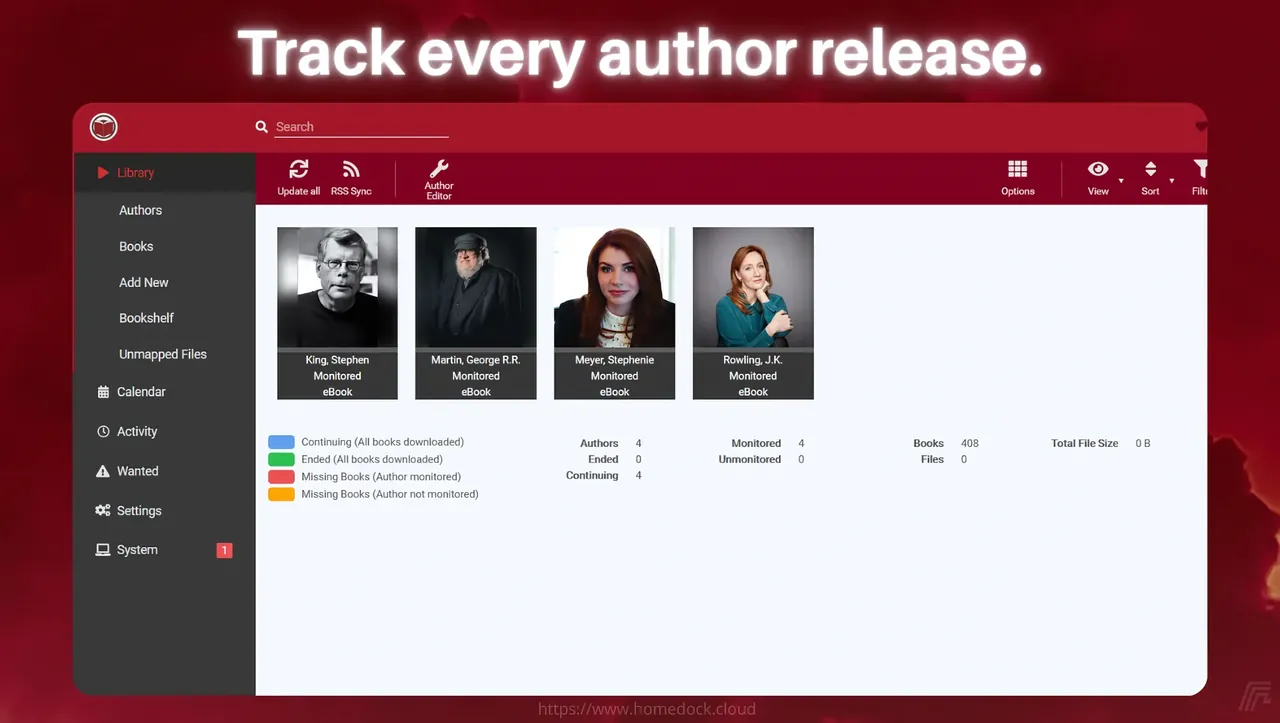 Track every author release.
Search
Library
Authors
Books
Add New
Bookshelf
Unmapped Files
Calendar
Activity
Wanted
Settings
System 1
Update all
RSS Sync
Author
Editor
Options
View
Sort
King, Stephen
Monitored
eBook
Martin, George R.R.
Monitored
eBook
Meyer, Stephenie
Monitored
eBook
Rowling, J.K.
Monitored
eBook
Continuing (All books downloaded)
Ended (All books downloaded)
Missing Books (Author monitored)
Missing Books (Author not monitored)
Authors 4
Ended 0
Continuing 4
Monitored 4
Unmonitored 0
Books 408
Files 0
Total File Size 0 B
https://www.homedock.cloud